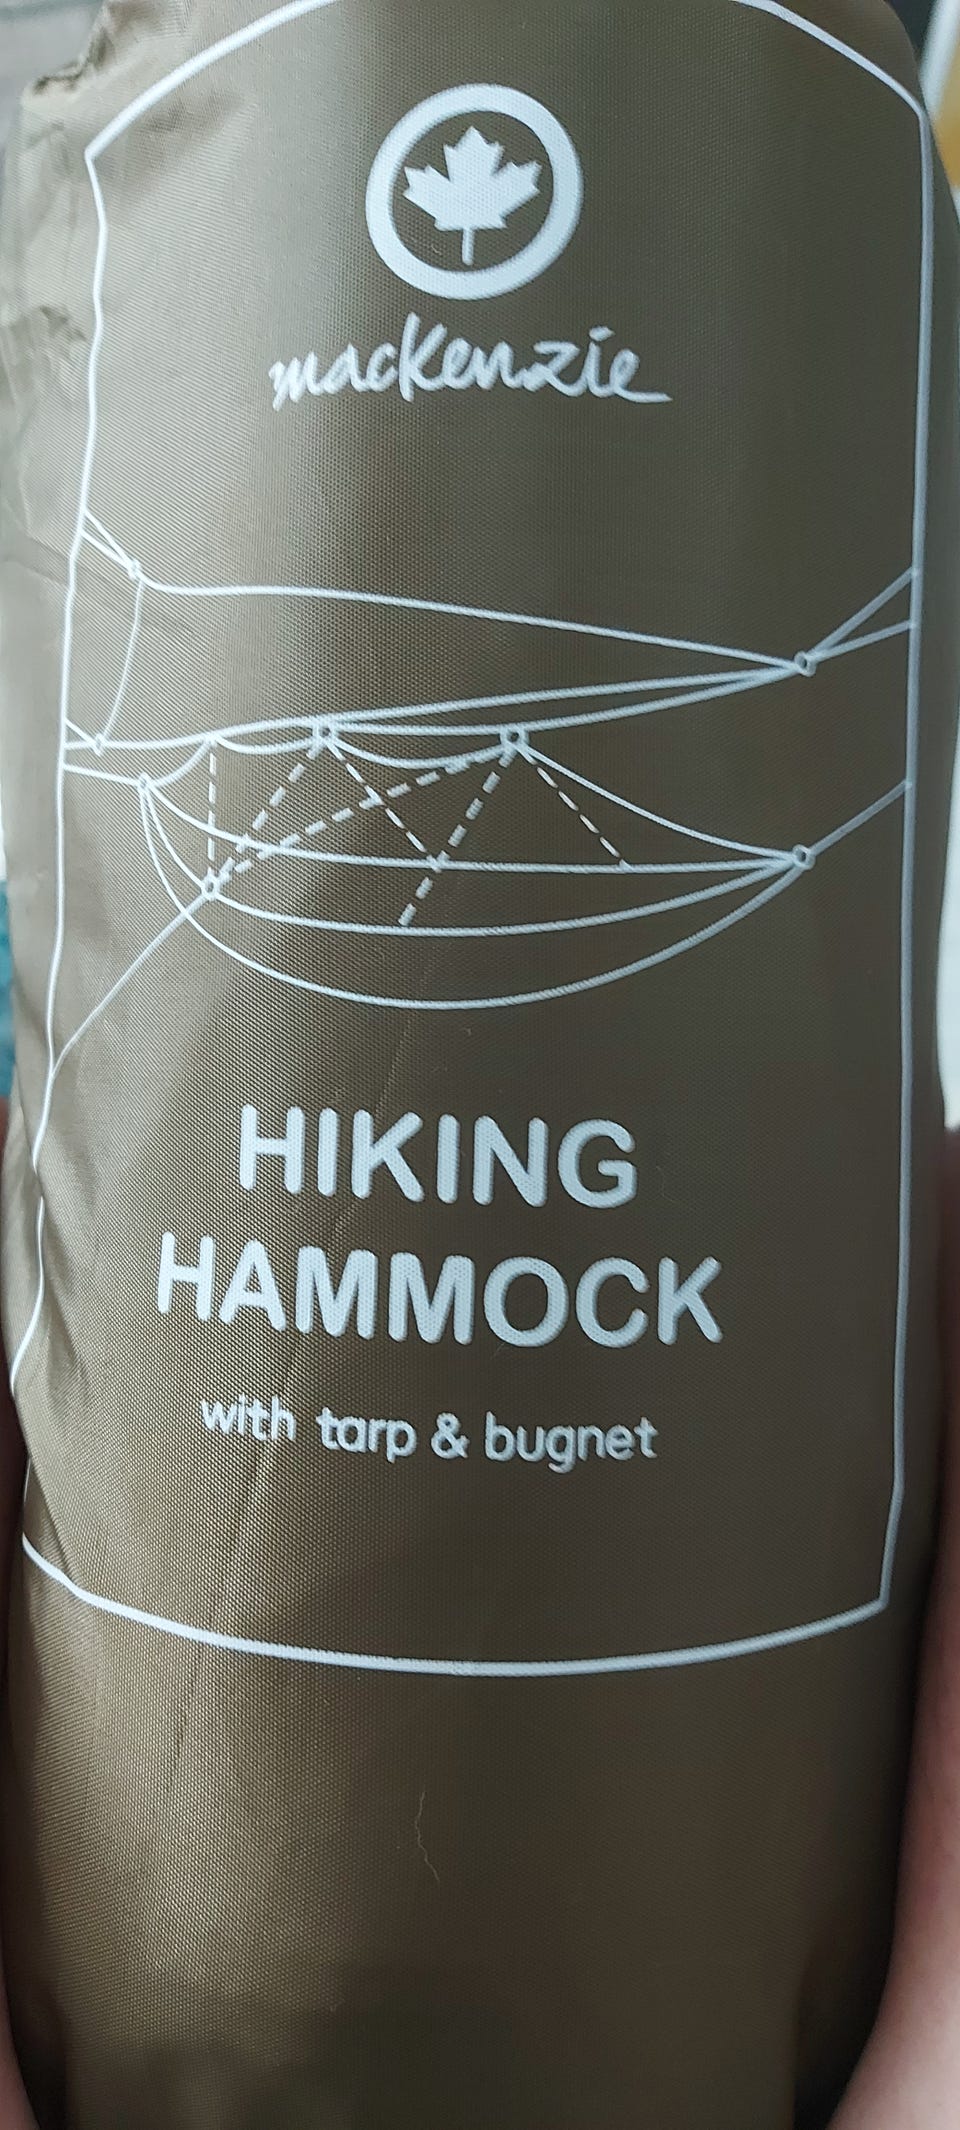 mackenzie
HIKING
HAMMOCK
with tarp & bugnet